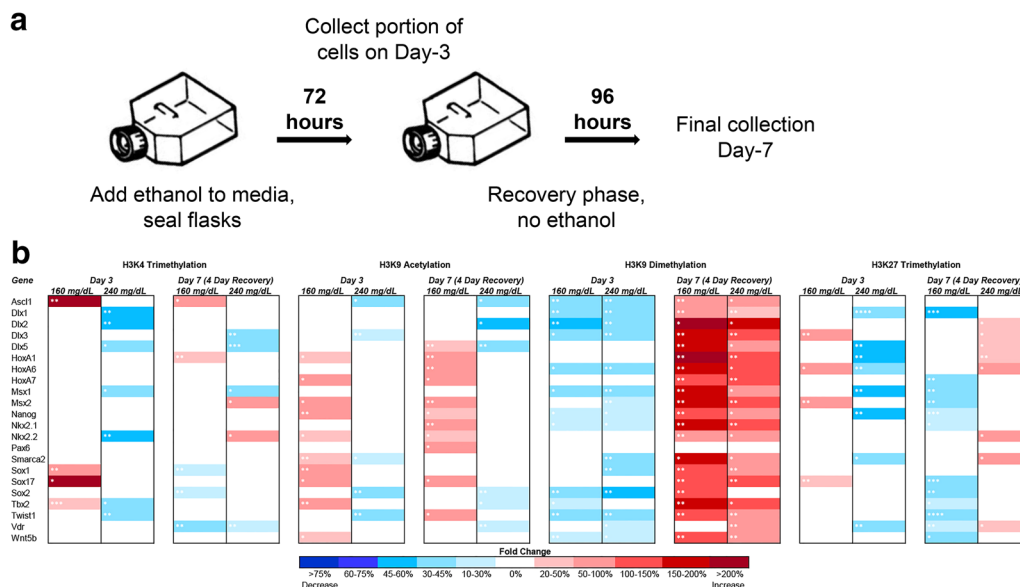 a
Collect portion of
cells on Day-3
72
hours
96
hours
Final collection
Day-7
Add ethanol to media,
seal flasks
Recovery phase,
no ethanol
b
H3K4 Trimethylation H3K9 Acetylation H3K9 Dimethylation H3K27 Trimethylation
Gene Day 3 Day 7 (4 Day Recovery) Day 3 Day 7 (4 Day Recovery) Day 3 Day 7 (4 Day Recovery) Day 3 Day 7 (4 Day Recovery)
160 mg/dL 240 mg/dL 160 mg/dL 240 mg/dL 160 mg/dL 240 mg/dL 160 mg/dL 240 mg/dL 160 mg/dL 240 mg/dL 160 mg/dL 240 mg/dL 160 mg/dL 240 mg/dL 160 mg/dL 240 mg/dL
Ascl1
Dlx1
Dlx2
Dlx3
Dlx5
HoxA1
HoxA6
HoxA7
Msx1
Msx2
Nanog
Nkx2.1
Nkx2.2
Pax6
Smarca2
Sox1
Sox17
Sox2
Tbx2
Twist1
Vdr
Wnt5b
Fold Change
>75% 60-75% 45-60% 30-45% 10-30% 0% 20-50% 50-100% 100-150% 150-200% >200%
Decrease Increase